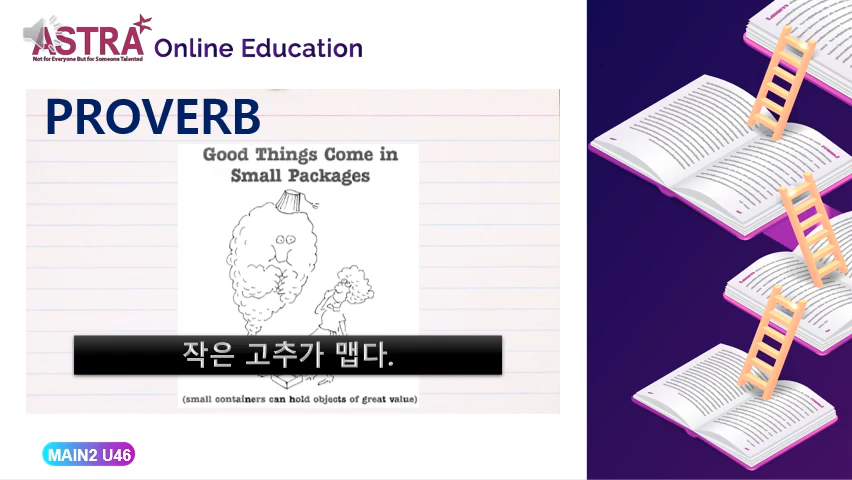 ASTRA
Not for Everyone But for Someone Talented
Online Education
PROVERB
Good Things Come in
Small Packages
작은 고추가 맵다.
(small containers can hold objects of great value)
MAIN2 U46